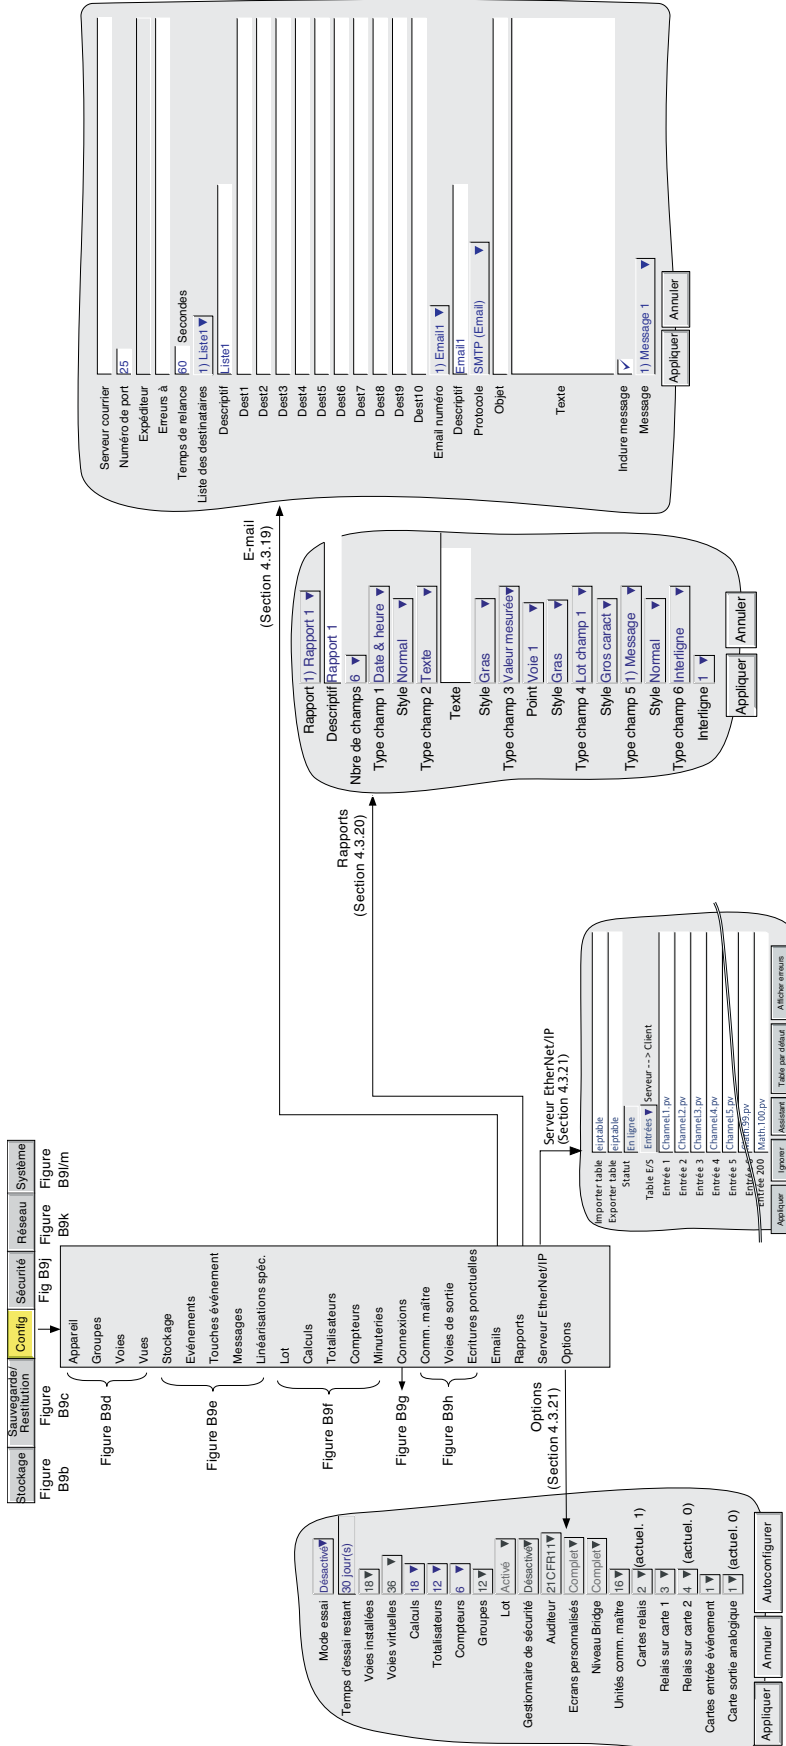 Stockage
Sauvegarde/
Restitution
Config
Sécurité
Réseau
Système
Figure
B9b
Figure
B9c
Fig B9j
Figure
B9k
Figure
B9l/m
Appareil
Groupes
Voies
Vues
Stockage
Evénements
Touches événement
Messages
Linéarisations spéc.
Lot
Calculs
Totalisateurs
Compteurs
Minuteries
Connexions
Comm. maître
Voies de sortie
Ecritures ponctuelles
Emails
Rapports
Serveur EtherNet/IP
Options
Figure B9d
Figure B9e
Figure B9f
Figure B9g
Figure B9h
Options
(Section 4.3.21)
Mode essai Désactivé
Temps d'essai restant 30 jour(s)
Voies installées 18
Voies virtuelles 36
Calculs 18
Totalisateurs 12
Compteurs 6
Groupes 12
Lot Activé
Gestionnaire de sécurité Désactivé
Auditeur 21CFR11
Ecrans personnalisés Complet
Niveau Bridge Complet
Unités comm. maître 16
Cartes relais 2 (actuel. 1)
Relais sur carte 1 3
Relais sur carte 2 4 (actuel. 0)
Cartes entrée événement 1
Carte sortie analogique 1 (actuel. 0)
Appliquer Annuler Autoconfigurer
Serveur EtherNet/IP
(Section 4.3.21)
Importer table eiptable
Exporter table eiptable
Statut En ligne
Table E/S Entrées Serveur --> Client
Entrée 1 Channel.1.pv
Entrée 2 Channel.2.pv
Entrée 3 Channel.3.pv
Entrée 4 Channel.4.pv
Entrée 5 Channel.5.pv
Entrée Math.99.pv
Entrée 200 Math.100.pv
Appliquer Ignorer Assistant Table par défaut Afficher erreurs
Rapports
(Section 4.3.20)
Rapport 1) Rapport 1
Descriptif Rapport 1
Nbre de champs 6
Type champ 1 Date & heure
Style Normal
Type champ 2 Texte
Texte
Style Gras
Type champ 3 Valeur mesurée
Point Voie 1
Style Gras
Type champ 4 Lot champ 1
Style Gros caract
Type champ 5 1) Message
Style Normal
Type champ 6 Interligne
Interligne 1
Appliquer Annuler
E-mail
(Section 4.3.19)
Serveur courrier
Numéro de port 25
Expéditeur
Erreurs à
Temps de relance 60 Secondes
Liste des destinataires 1) Liste1
Descriptif Liste1
Dest1
Dest2
Dest3
Dest4
Dest5
Dest6
Dest7
Dest8
Dest9
Dest10
Email numéro 1) Email1
Descriptif Email1
Protocole SMTP (Email)
Objet
Texte
Indure message
Message 1) Message 1
Appliquer Annuler